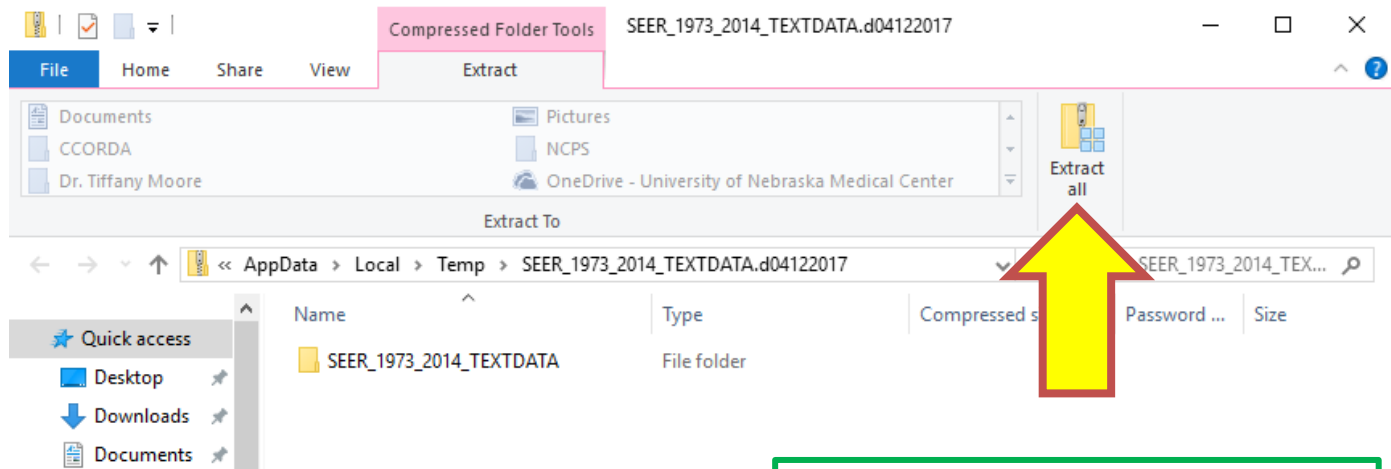 Compressed Folder Tools SEER_1973_2014_TEXTDATA.d04122017
File Home Share View Extract
Documents Pictures
CCORDA NCPS
Dr. Tiffany Moore OneDrive - University of Nebraska Medical Center
Extract
all
Extract To
« AppData > Local > Temp > SEER_1973_2014_TEXTDATA.d04122017 SEER_1973_2014_TEX...
Name Type Compressed s Password ... Size
Quick access
SEER_1973_2014_TEXTDATA File folder
Desktop
Downloads
Documents